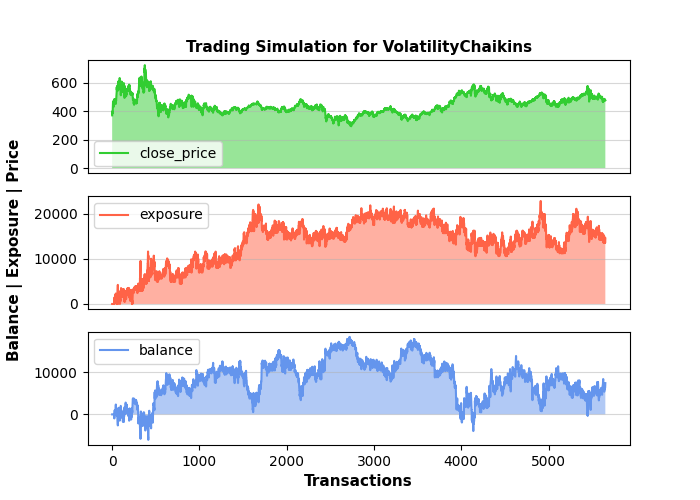 Trading Simulation for VolatilityChaikins
Balance | Exposure | Price
600
400
200
0
close_price
20000
10000
0
exposure
10000
0
balance
0 1000 2000 3000 4000 5000
Transactions